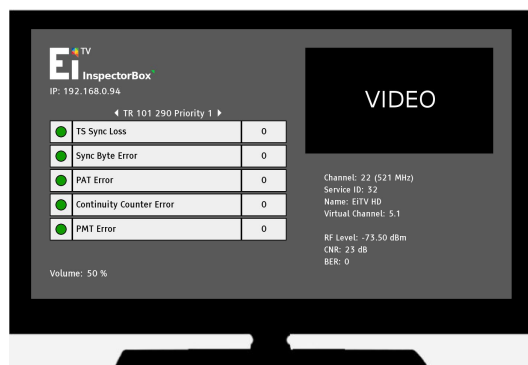 Ei TV
InspectorBox
IP: 192.168.0.94
TR 101 290 Priority 1
TS Sync Loss 0
Sync Byte Error 0
PAT Error 0
Continuity Counter Error 0
PMT Error 0
Volume: 50 %
VIDEO
Channel: 22 (521 MHz)
Service ID: 32
Name: EiTV HD
Virtual Channel: 5.1
RF Level: -73.50 dBm
CNR: 23 dB
BER: 0